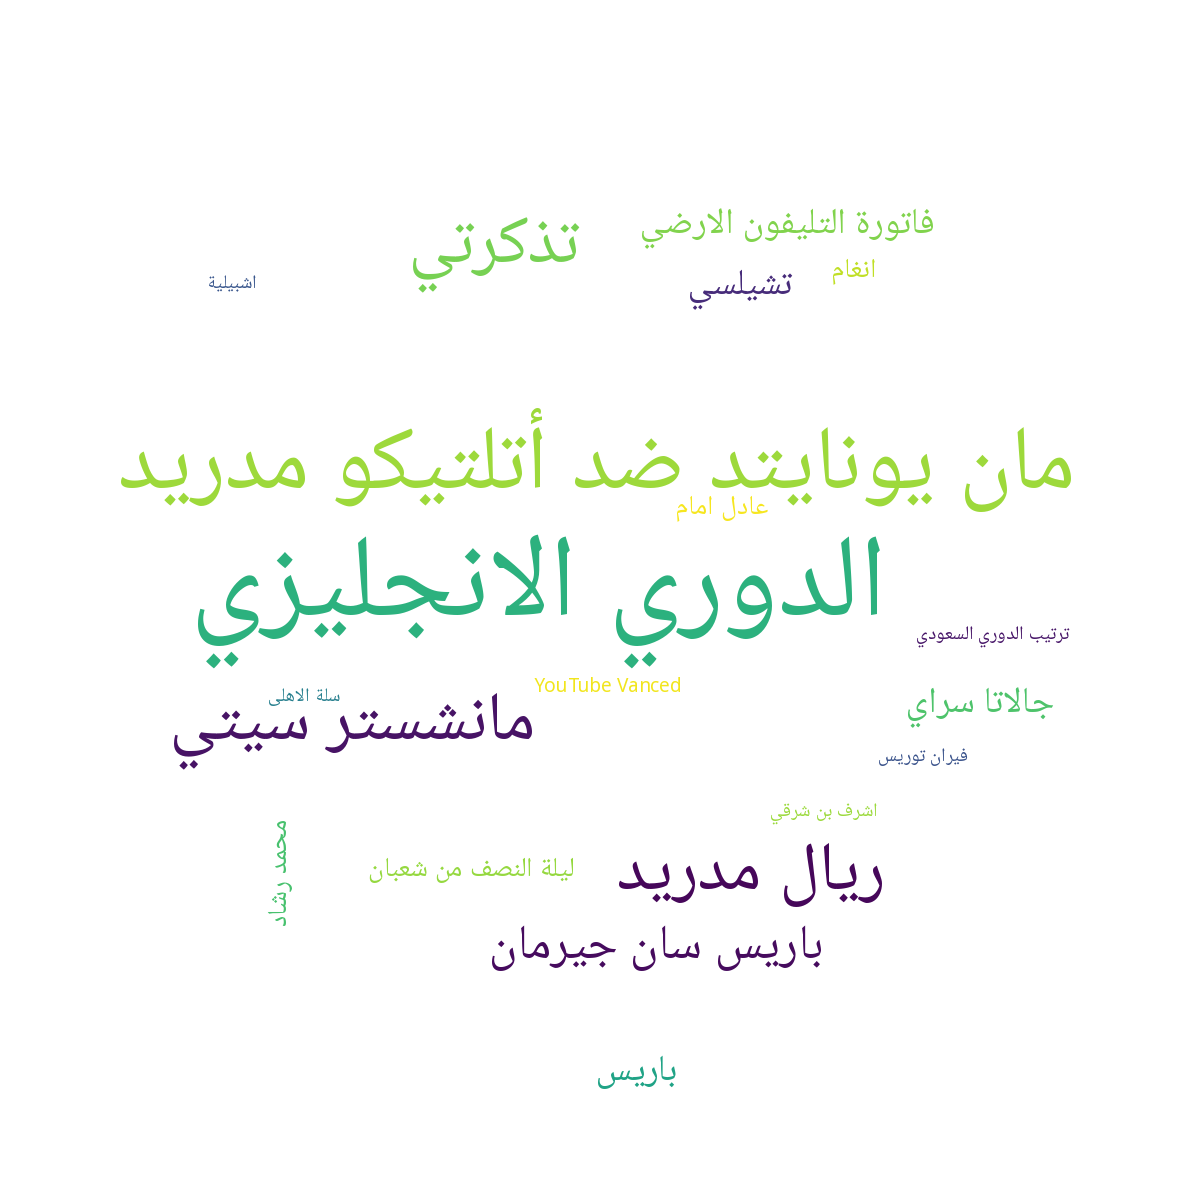 فاتورة التليفون الارضي
تذكرتي
انغام
تشيلسي
اشبيلية
مان يونايتد ضد أتلتيكو مدريد
عادل امام
الدوري الانجليزي
ترتيب الدوري السعودي
YouTube Vanced
سلة الاهلى
جالاتا سراي
مانشستر سيتي
فيران توريس
اشرف بن شرقي
محمد رشاد
ليلة النصف من شعبان
ريال مدريد
باريس سان جيرمان
باريس